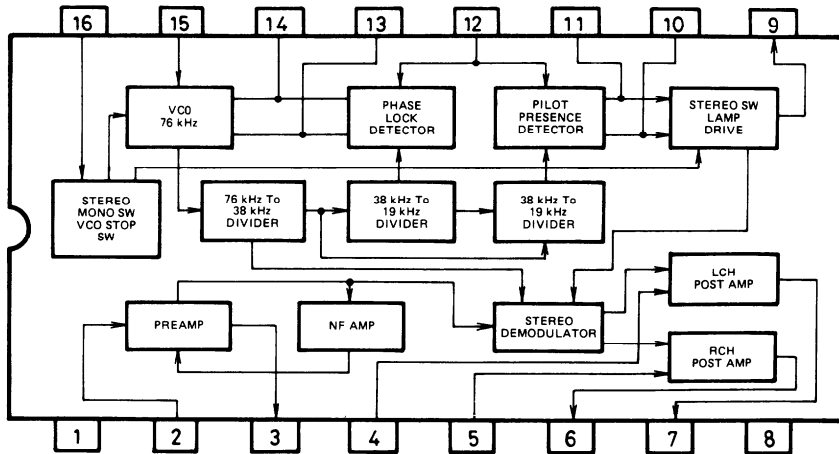 16
15
14
13
12
11
10
9
VCO
76 kHz
PHASE
LOCK
DETECTOR
PILOT
PRESENCE
DETECTOR
STEREO SW
LAMP
DRIVE
STEREO
MONO SW
VCO STOP
SW
76 kHz To
38 kHz
DIVIDER
38 kHz To
19 kHz
DIVIDER
38 kHz To
19 kHz
DIVIDER
PREAMP
NF AMP
STEREO
DEMODULATOR
LCH
POST AMP
RCH
POST AMP
1
2
3
4
5
6
7
8